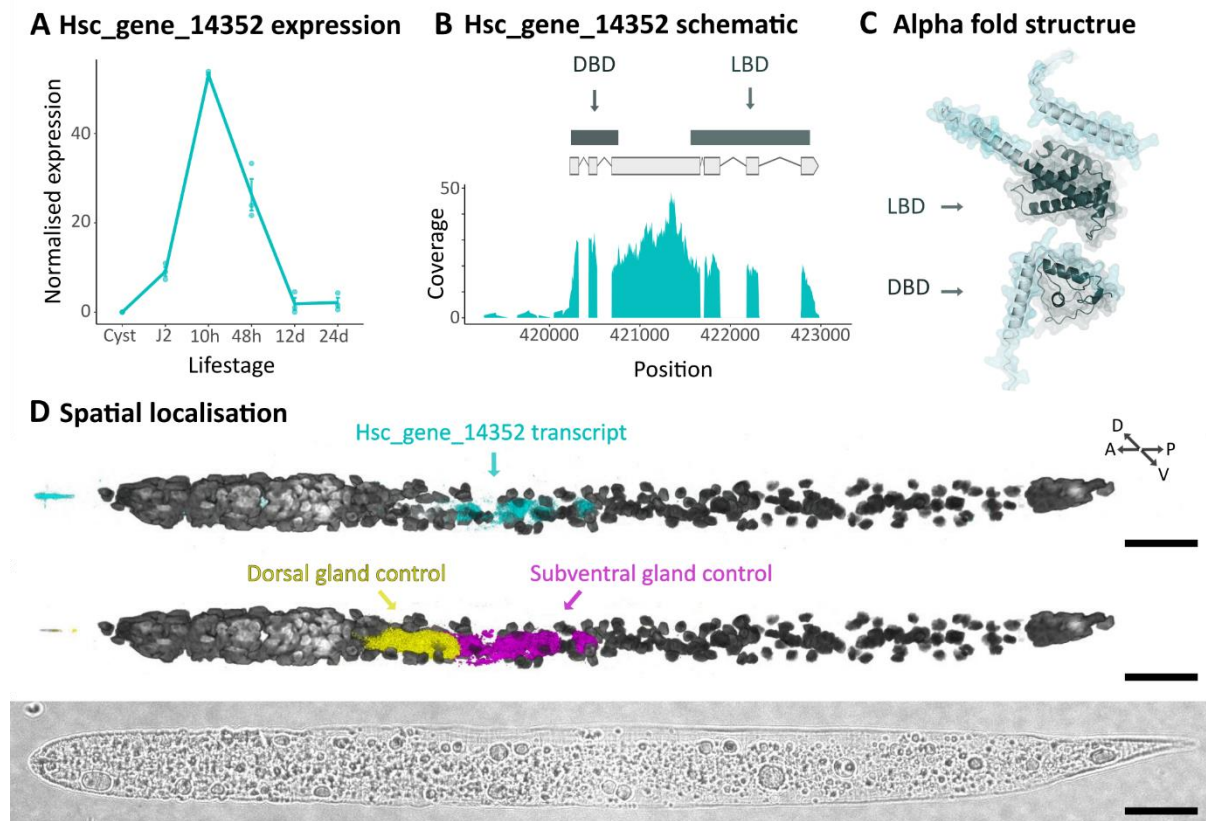 A Hsc_gene_14352 expression
Normalised expression
40
20
0
Cyst J2 10h 48h 12d 24d
Lifestage
B Hsc_gene_14352 schematic
DBD LBD
Coverage
50
0
420000 421000 422000 423000
Position
C Alpha fold structrue
LBD
DBD
D Spatial localisation
Hsc_gene_14352 transcript
D
A P
V
Dorsal gland control Subventral gland control